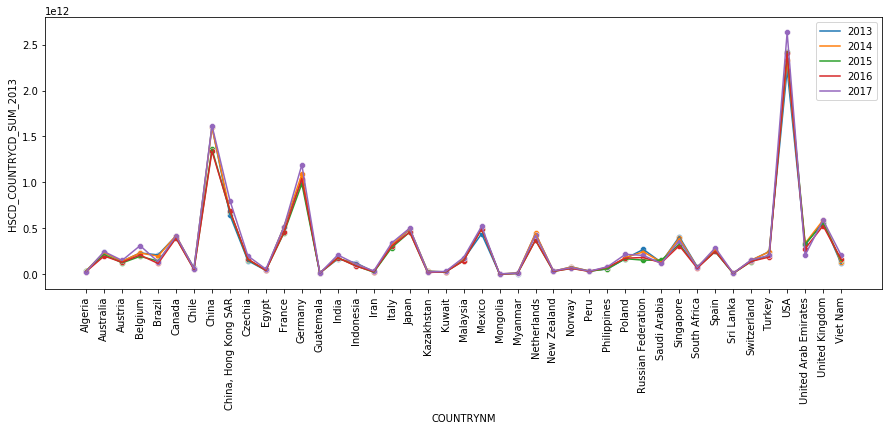 1e12
HSCD_COUNTRYCD_SUM_2013
2.5
2.0
1.5
1.0
0.5
0.0
2013
2014
2015
2016
2017
Algeria
Australia
Austria
Belgium
Brazil
Canada
Chile
China
China, Hong Kong SAR
Czechia
Egypt
France
Germany
Guatemala
India
Indonesia
Iran
Italy
Japan
Kazakhstan
Kuwait
Malaysia
Mexico
Mongolia
Myanmar
Netherlands
New Zealand
Norway
Peru
Philippines
Poland
Russian Federation
Saudi Arabia
Singapore
South Africa
Spain
Sri Lanka
Switzerland
Turkey
USA
United Arab Emirates
United Kingdom
Viet Nam
COUNTRYNM